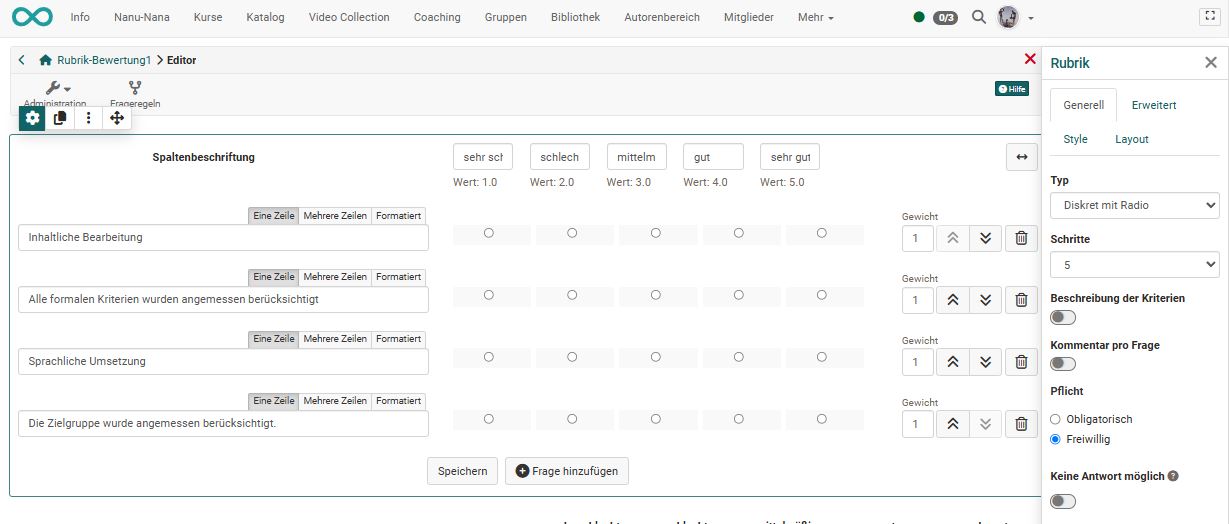 Info Nanu-Nana Kurse Katalog Video Collection Coaching Gruppen Bibliothek Autorenbereich Mitglieder Mehr 0/3
Rubrik-Bewertung1 Editor
Administration Frageregeln Hilfe
Spaltenbeschriftung sehr sch schlech mittelm gut sehr gut
Wert: 1.0 Wert: 2.0 Wert: 3.0 Wert: 4.0 Wert: 5.0
Eine Zeile Mehrere Zeilen Formatiert Gewicht
Inhaltliche Bearbeitung 1
Eine Zeile Mehrere Zeilen Formatiert Gewicht
Alle formalen Kriterien wurden angemessen berücksichtigt 1
Eine Zeile Mehrere Zeilen Formatiert Gewicht
Sprachliche Umsetzung 1
Eine Zeile Mehrere Zeilen Formatiert Gewicht
Die Zielgruppe wurde angemessen berücksichtigt. 1
Speichern Frage hinzufügen
Rubrik
Generell Erweitert
Style Layout
Typ
Diskret mit Radio
Schritte
5
Beschreibung der Kriterien
Kommentar pro Frage
Pflicht
Obligatorisch
Freiwillig
Keine Antwort möglich